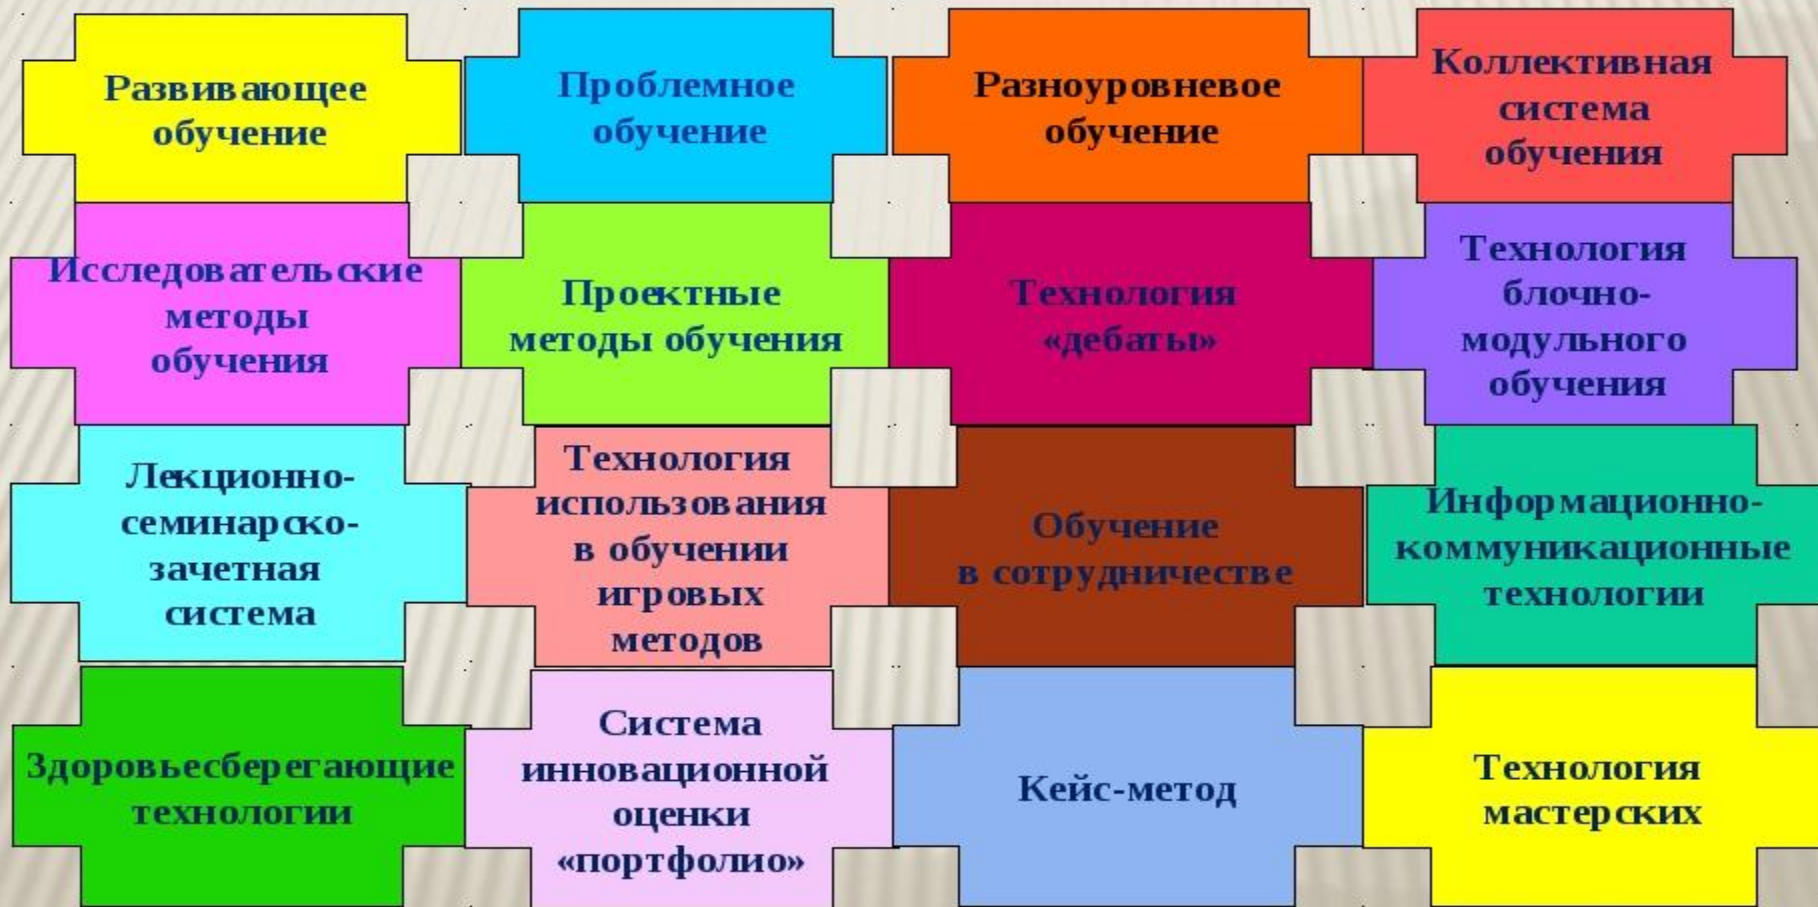 Развивающее
обучение
Проблемное
обучение
Разноуровневое
обучение
Коллективная
система
обучения
Исследовательские
методы
обучения
Проектные
методы обучения
Технология
«дебаты»
Технология
блочно-
модульного
обучения
Лекционно-
семинарско-
зачетная
система
Технология
использования
в обучении
игровых
методов
Обучение
в сотрудничестве
Информационно-
коммуникационные
технологии
Здоровьесберегающие
технологии
Система
инновационной
оценки
«портфолио»
Кейс-метод
Технология
мастерских